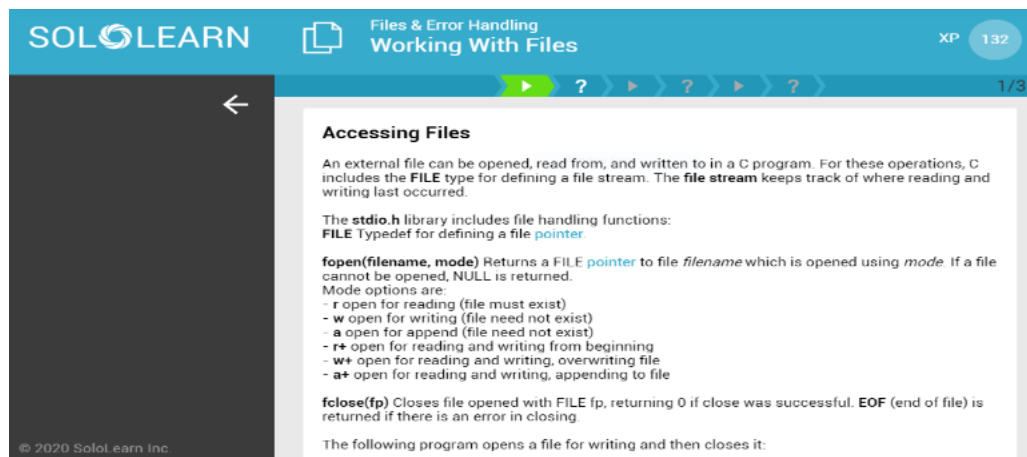 SOLOLEARN
Files & Error Handling
Working With Files
XP 132
? ? ?
1/3
Accessing Files
An external file can be opened, read from, and written to in a C program. For these operations, C
includes the FILE type for defining a file stream. The file stream keeps track of where reading and
writing last occurred.
The stdio.h library includes file handling functions:
FILE Typedef for defining a file pointer.
fopen(filename, mode) Returns a FILE pointer to file filename which is opened using mode. If a file
cannot be opened, NULL is returned.
Mode options are:
- r open for reading (file must exist)
- w open for writing (file need not exist)
- a open for append (file need not exist)
- r+ open for reading and writing from beginning
- w+ open for reading and writing, overwriting file
- a+ open for reading and writing, appending to file
fclose(fp) Closes file opened with FILE fp, returning 0 if close was successful. EOF (end of file) is
returned if there is an error in closing.
The following program opens a file for writing and then closes it:
© 2020 SoloLearn Inc.